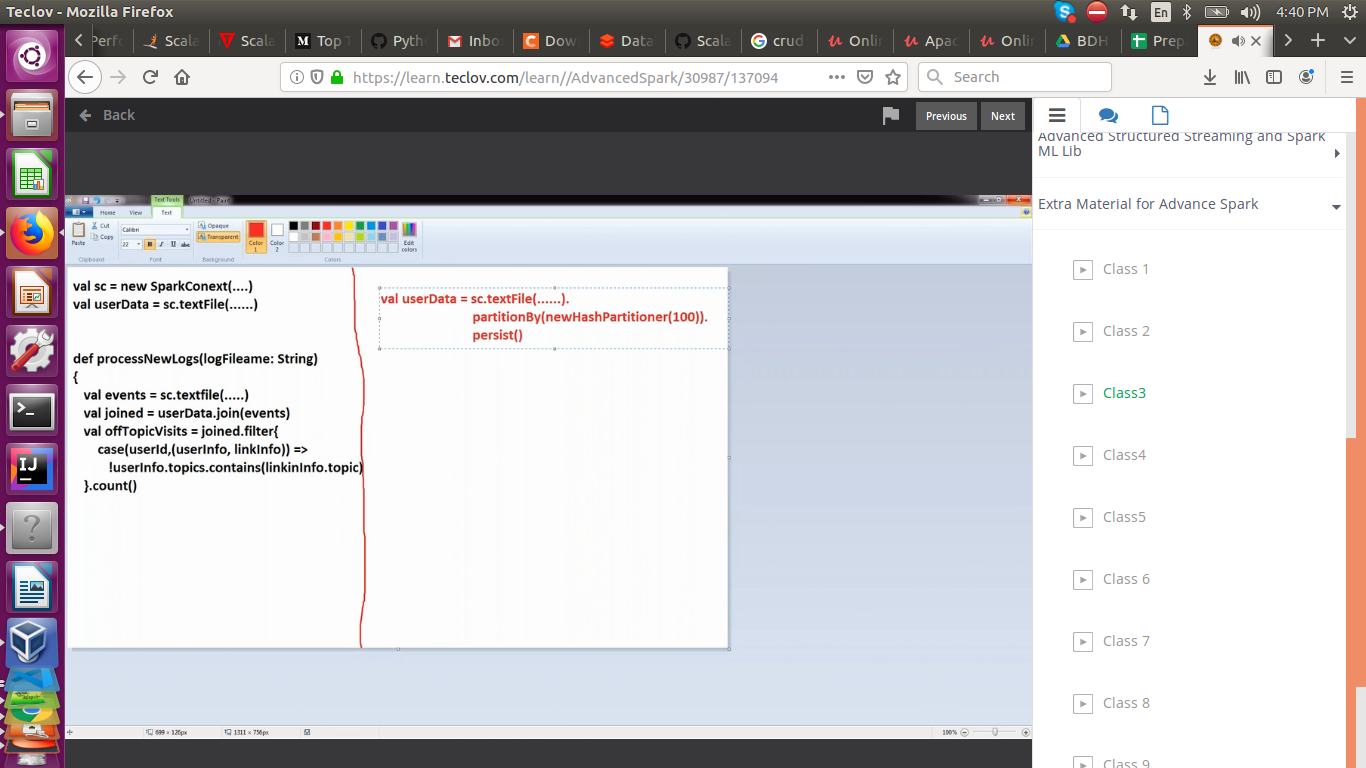 Teclov - Mozilla Firefox
En
4:40 PM
Perfo
Scala
Scala
Top T
Pytho
Inbo
Dow
Data
Scala
crud
Onlin
Apac
Onlin
BDH
Prep
https://learn.teclov.com/learn//AdvancedSpark/30987/137094
Search
Back
Previous
Next
Advanced Structured Streaming and Spark
ML Lib
Extra Material for Advance Spark
Class 1
Class 2
Class3
Class4
Class5
Class 6
Class 7
Class 8
Class 9
Text Tools
Untitled - Paint
Home
View
Text
Paste
Cut
Copy
Clipboard
Calibri
22
B
I
U
abc
Font
Opaque
Transparent
Background
Color
1
Color
2
Edit
colors
Colors
val sc = new SparkConext(....)
val userData = sc.textFile(......)
def processNewLogs(logFileame: String)
{
val events = sc.textfile(.....)
val joined = userData.join(events)
val offTopicVisits = joined.filter{
case(userId,(userInfo, linkInfo)) =>
!userInfo.topics.contains(linkinInfo.topic)
}.count()
val userData = sc.textFile(......).
partitionBy(newHashPartitioner(100)).
persist()
699 × 126px
1311 × 756px
100%
IJ